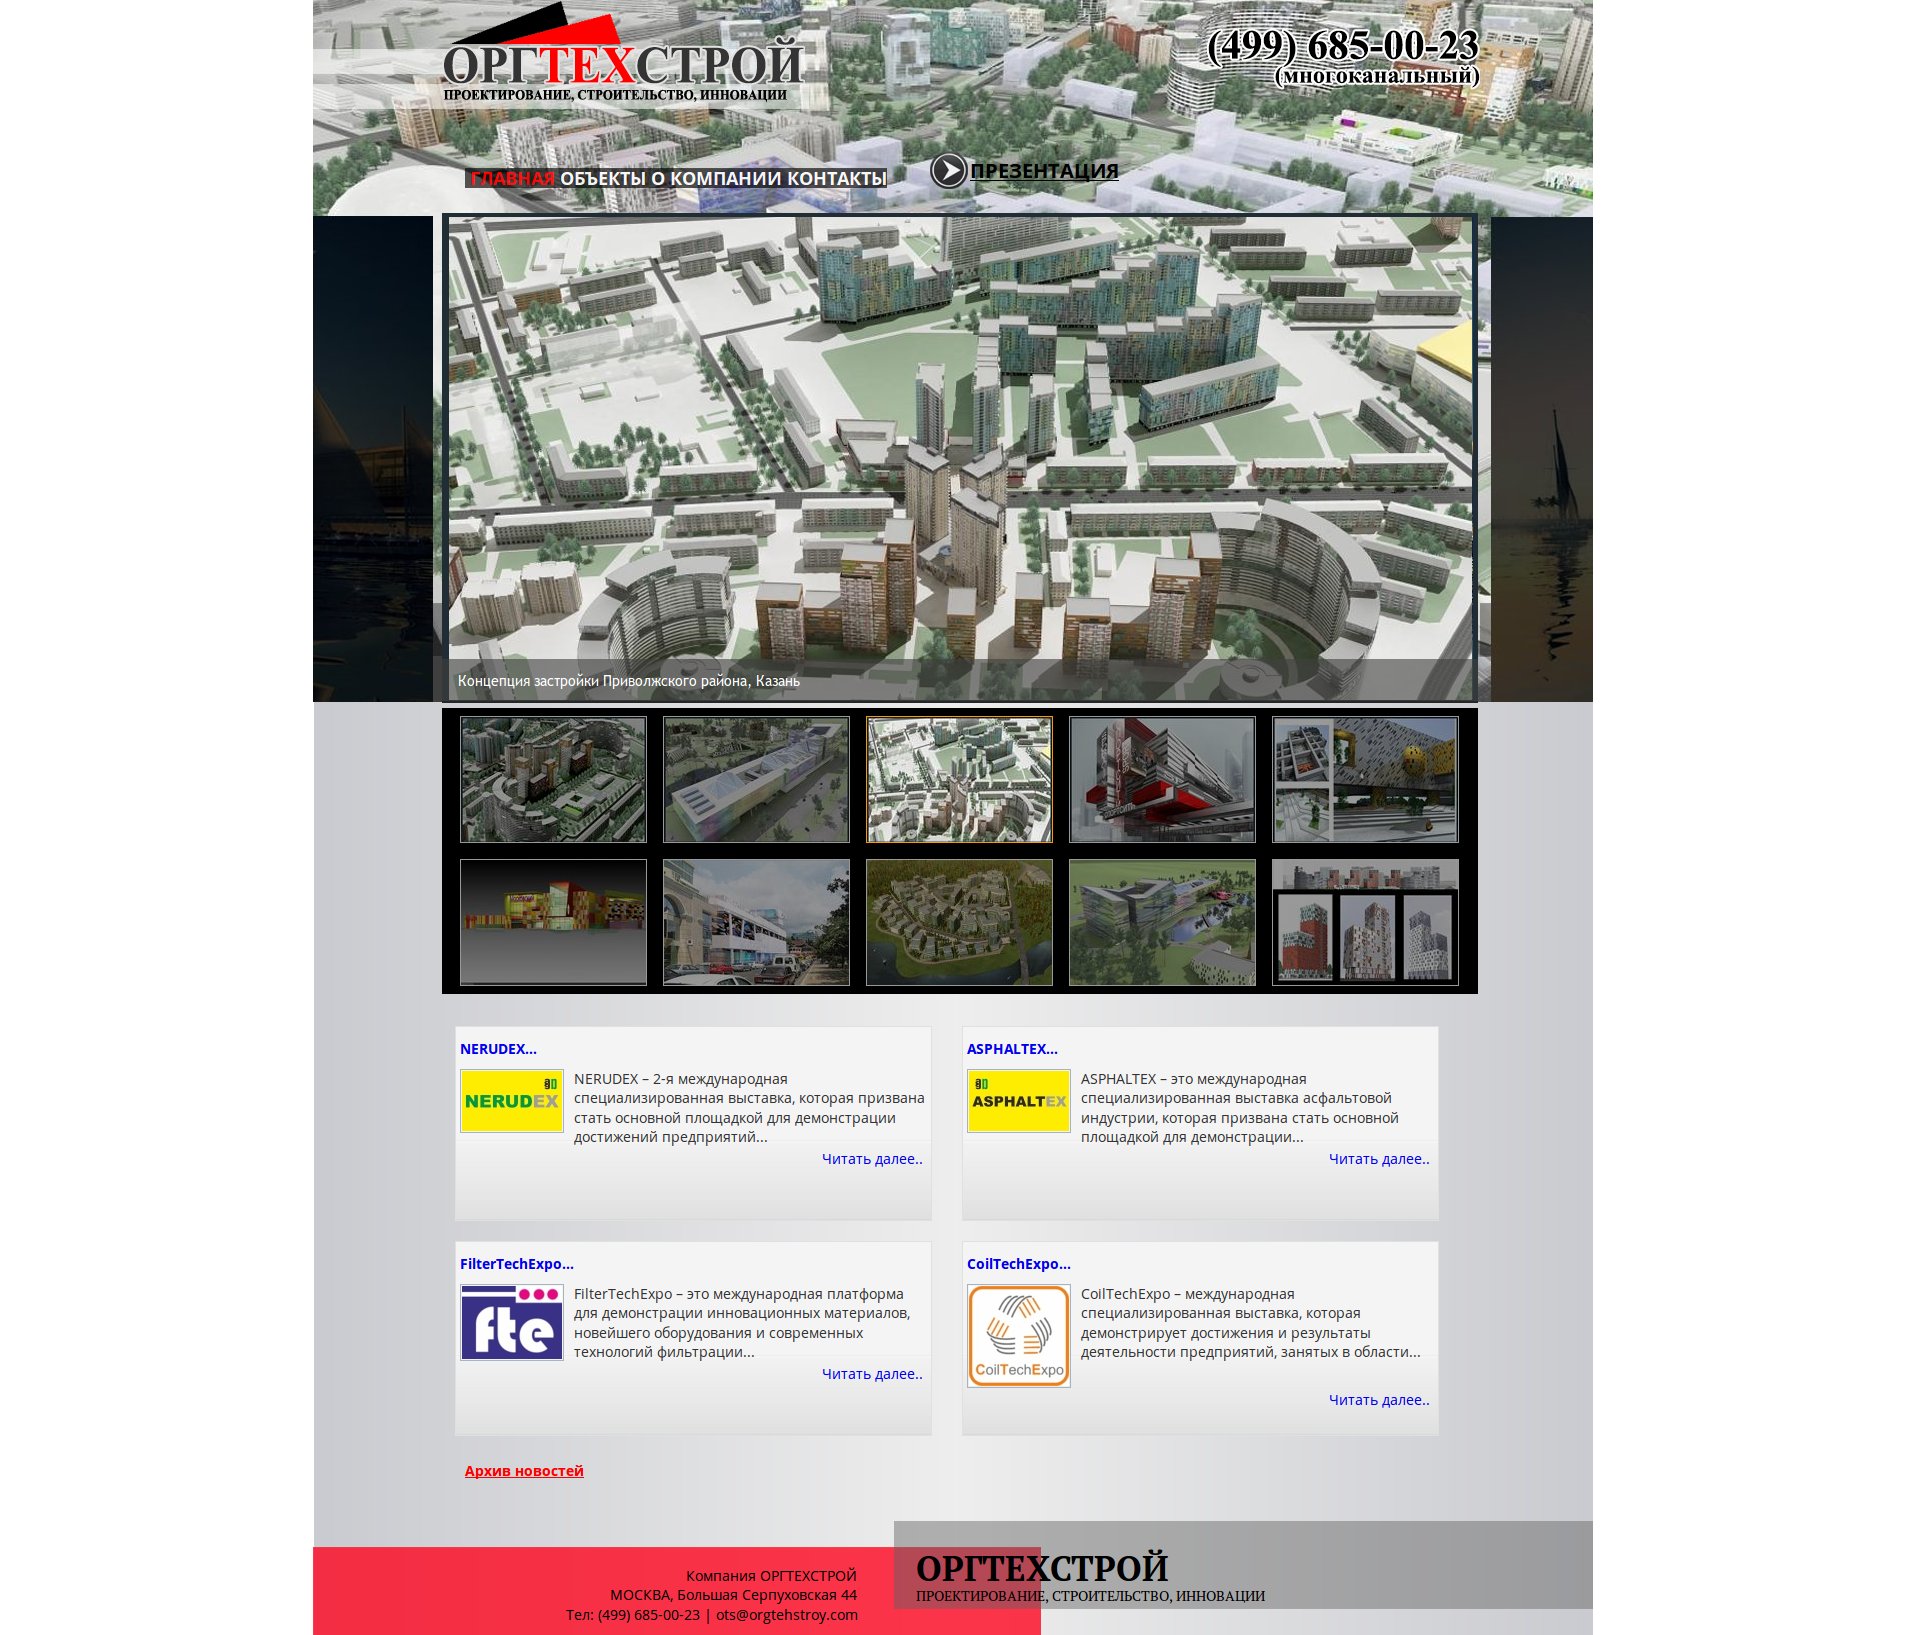 ОРГТЕХСТРОЙ
ПРОЕКТИРОВАНИЕ, СТРОИТЕЛЬСТВО, ИННОВАЦИИ
(499) 685-00-23
(многоканальный)
ГЛАВНАЯ ОБЪЕКТЫ О КОМПАНИИ КОНТАКТЫ
ПРЕЗЕНТАЦИЯ
Концепция застройки Приволжского района, Казань
NERUDEX...
NERUDEX
NERUDEX – 2-я международная
специализированная выставка, которая призвана
стать основной площадкой для демонстрации
достижений предприятий...
Читать далее..
ASPHALTEX...
ASPHALTEX
ASPHALTEX – это международная
специализированная выставка асфальтовой
индустрии, которая призвана стать основной
площадкой для демонстрации...
Читать далее..
FilterTechExpo...
fte
FilterTechExpo – это международная платформа
для демонстрации инновационных материалов,
новейшего оборудования и современных
технологий фильтрации...
Читать далее..
CoilTechExpo...
CoilTechExpo
CoilTechExpo – международная
специализированная выставка, которая
демонстрирует достижения и результаты
деятельности предприятий, занятых в области...
Читать далее..
Архив новостей
Компания ОРГТЕХСТРОЙ
МОСКВА, Большая Серпуховская 44
Тел: (499) 685-00-23 | ots@orgtehstroy.com
ОРГТЕХСТРОЙ
ПРОЕКТИРОВАНИЕ, СТРОИТЕЛЬСТВО, ИННОВАЦИИ